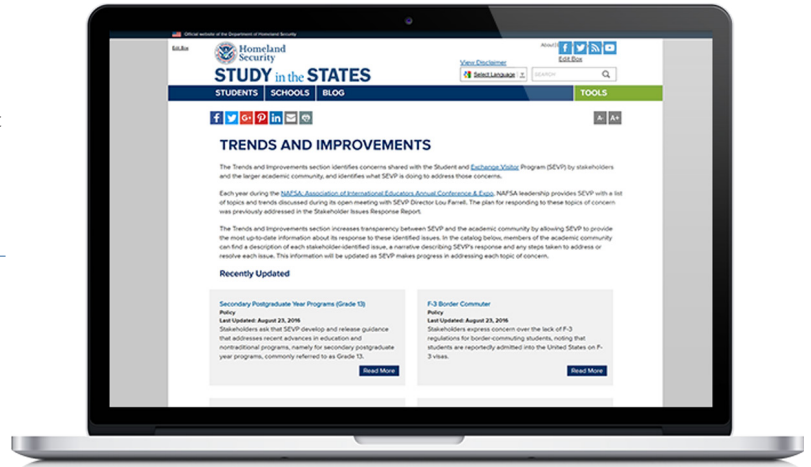 Official website of the Department of Homeland Security
Edit Box
Homeland
Security
STUDY in the STATES
About
Edit Box
View Disclaimer
Select Language
SEARCH
STUDENTS SCHOOLS BLOG TOOLS
A- A+
TRENDS AND IMPROVEMENTS
The Trends and Improvements section identifies concerns shared with the Student and Exchange Visitor Program (SEVP) by stakeholders
and the larger academic community, and identifies what SEVP is doing to address those concerns.
Each year during the NAFSA: Association of International Educators Annual Conference & Expo, NAFSA leadership provides SEVP with a list
of topics and trends discussed during its open meeting with SEVP Director Lou Farrell. The plan for responding to these topics of concern
was previously addressed in the Stakeholder Issues Response Report.
The Trends and Improvements section increases transparency between SEVP and the academic community by allowing SEVP to provide
the most up-to-date information about its response to these identified issues. In the catalog below, members of the academic community
can find a description of each stakeholder-identified issue, a narrative describing SEVP's response and any steps taken to address or
resolve each issue. This information will be updated as SEVP makes progress in addressing each topic of concern.
Recently Updated
Secondary Postgraduate Year Programs (Grade 13)
Policy
Last Updated: August 23, 2016
Stakeholders ask that SEVP develop and release guidance
that addresses recent advances in education and
nontraditional programs, namely for secondary postgraduate
year programs, commonly referred to as Grade 13.
Read More
F-3 Border Commuter
Policy
Last Updated: August 23, 2016
Stakeholders express concern over the lack of F-3
regulations for border-commuting students, noting that
students are reportedly admitted into the United States on F-
3 visas.
Read More